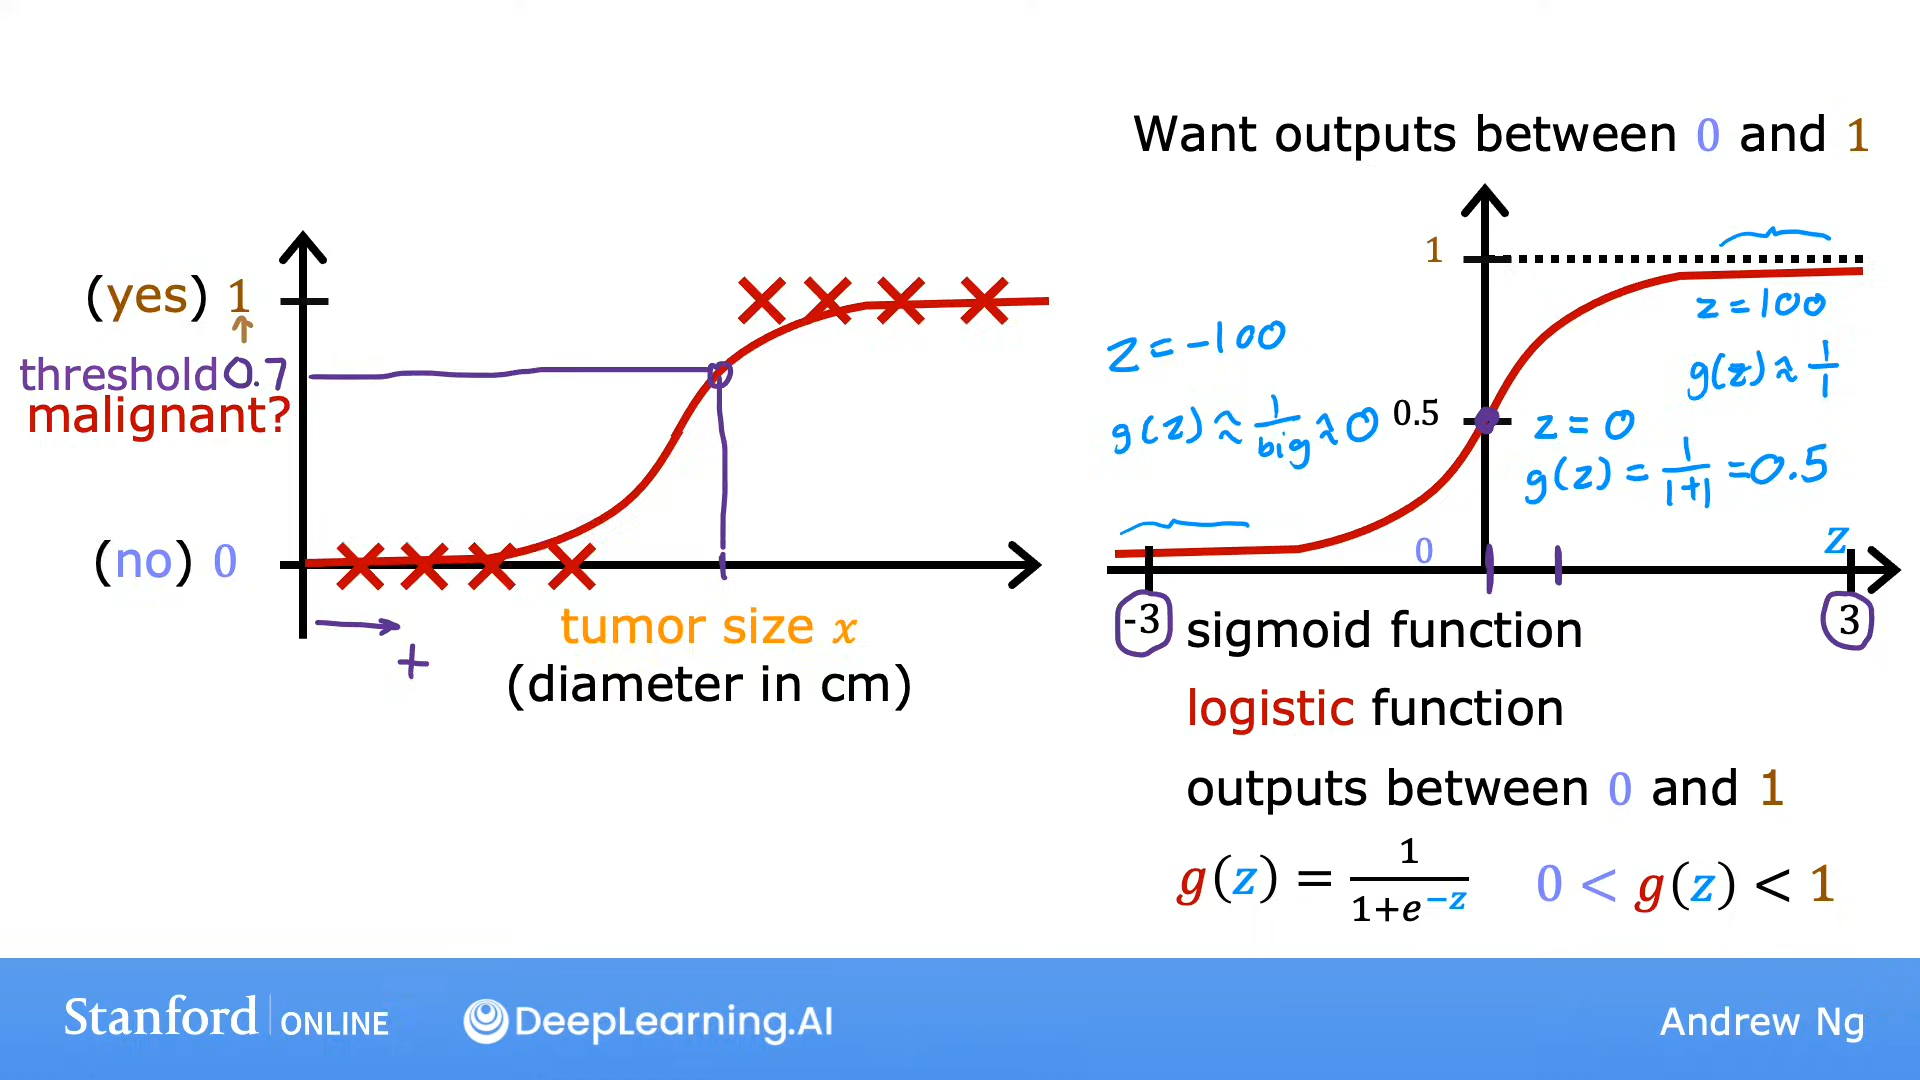 Want outputs between 0 and 1
(yes) 1
threshold 0.7
malignant?
(no) 0
+
tumor size x
(diameter in cm)
1
z = 100
g(z) ≈ 1/1
z = -100
g(z) ≈ 1/big ≈ 0
0.5
z = 0
g(z) = 1/1+1 = 0.5
0
z
-3
3
sigmoid function
logistic function
outputs between 0 and 1
g(z) = 1/1+e^-z
0 < g(z) < 1
Stanford ONLINE
DeepLearning.AI
Andrew Ng